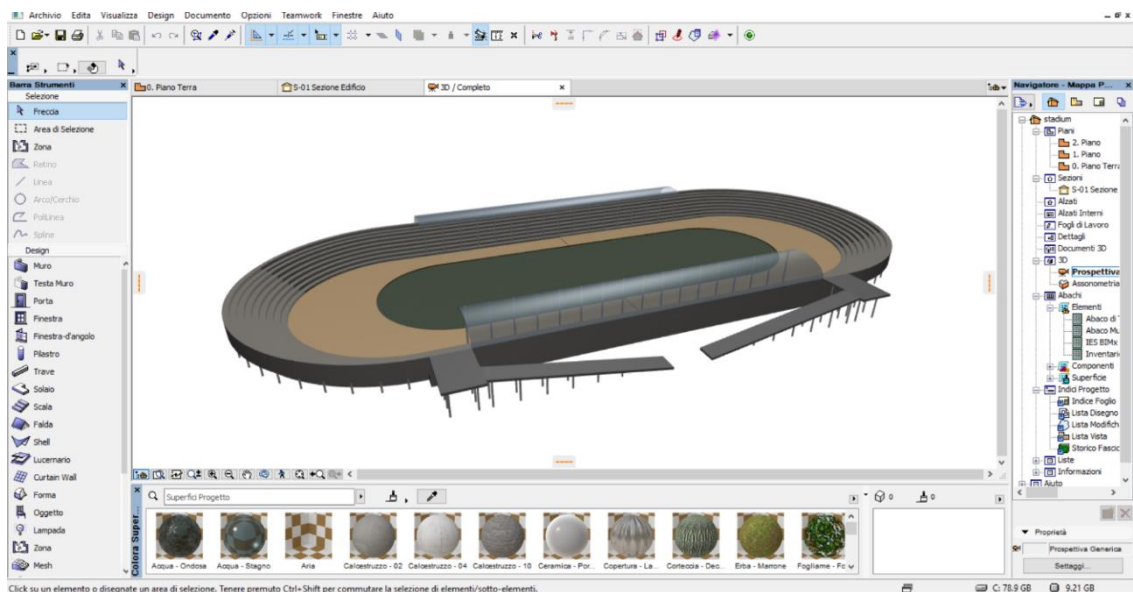 Archivio Edita Visualizza Design Documento Opzioni Teamwork Finestre Aiuto
Barra Strumenti
Selezione
Freccia
Area di Selezione
Zona
Retino
Linea
Arco/Cerchio
PoliLinea
Spline
Design
Muro
Testa Muro
Porta
Finestra
Finestra-d'angolo
Pilastro
Trave
Solaio
Scala
Falda
Shell
Lucernario
Curtain Wall
Forma
Oggetto
Lampada
Zona
Mesh
0. Piano Terra
S-01 Sezione Edificio
3D / Completo
Colora Super...
Superfici Progetto
0
0
Acqua - Ondosa
Acqua - Stagno
Aria
Calcestruzzo - 02
Calcestruzzo - 04
Calcestruzzo - 10
Ceramica - Por...
Copertura - La...
Corteccia - Dec...
Erba - Marrone
Fogliame - Fo
Navigatore - Mappa P...
stadium
Piani
2. Piano
1. Piano
0. Piano Terra
Sezioni
S-01 Sezione
Alzati
Alzati Interni
Fogli di Lavoro
Dettagli
Documenti 3D
3D
Prospettiva
Assonometria
Abachi
Elementi
Abaco di
Abaco Mu
IES BIMx
Inventari
Componenti
Superficie
Indici Progetto
Indice Foglio
Lista Disegno
Lista Modifich
Lista Vista
Storico Fascic
Liste
Informazioni
Aiuto
Proprietà
Prospettiva Generica
Settaggi...
Click su un elemento o disegnate un area di selezione. Tenere premuto Ctrl+Shift per commutare la selezione di elementi/sotto-elementi.
C: 78.9 GB
9.21 GB